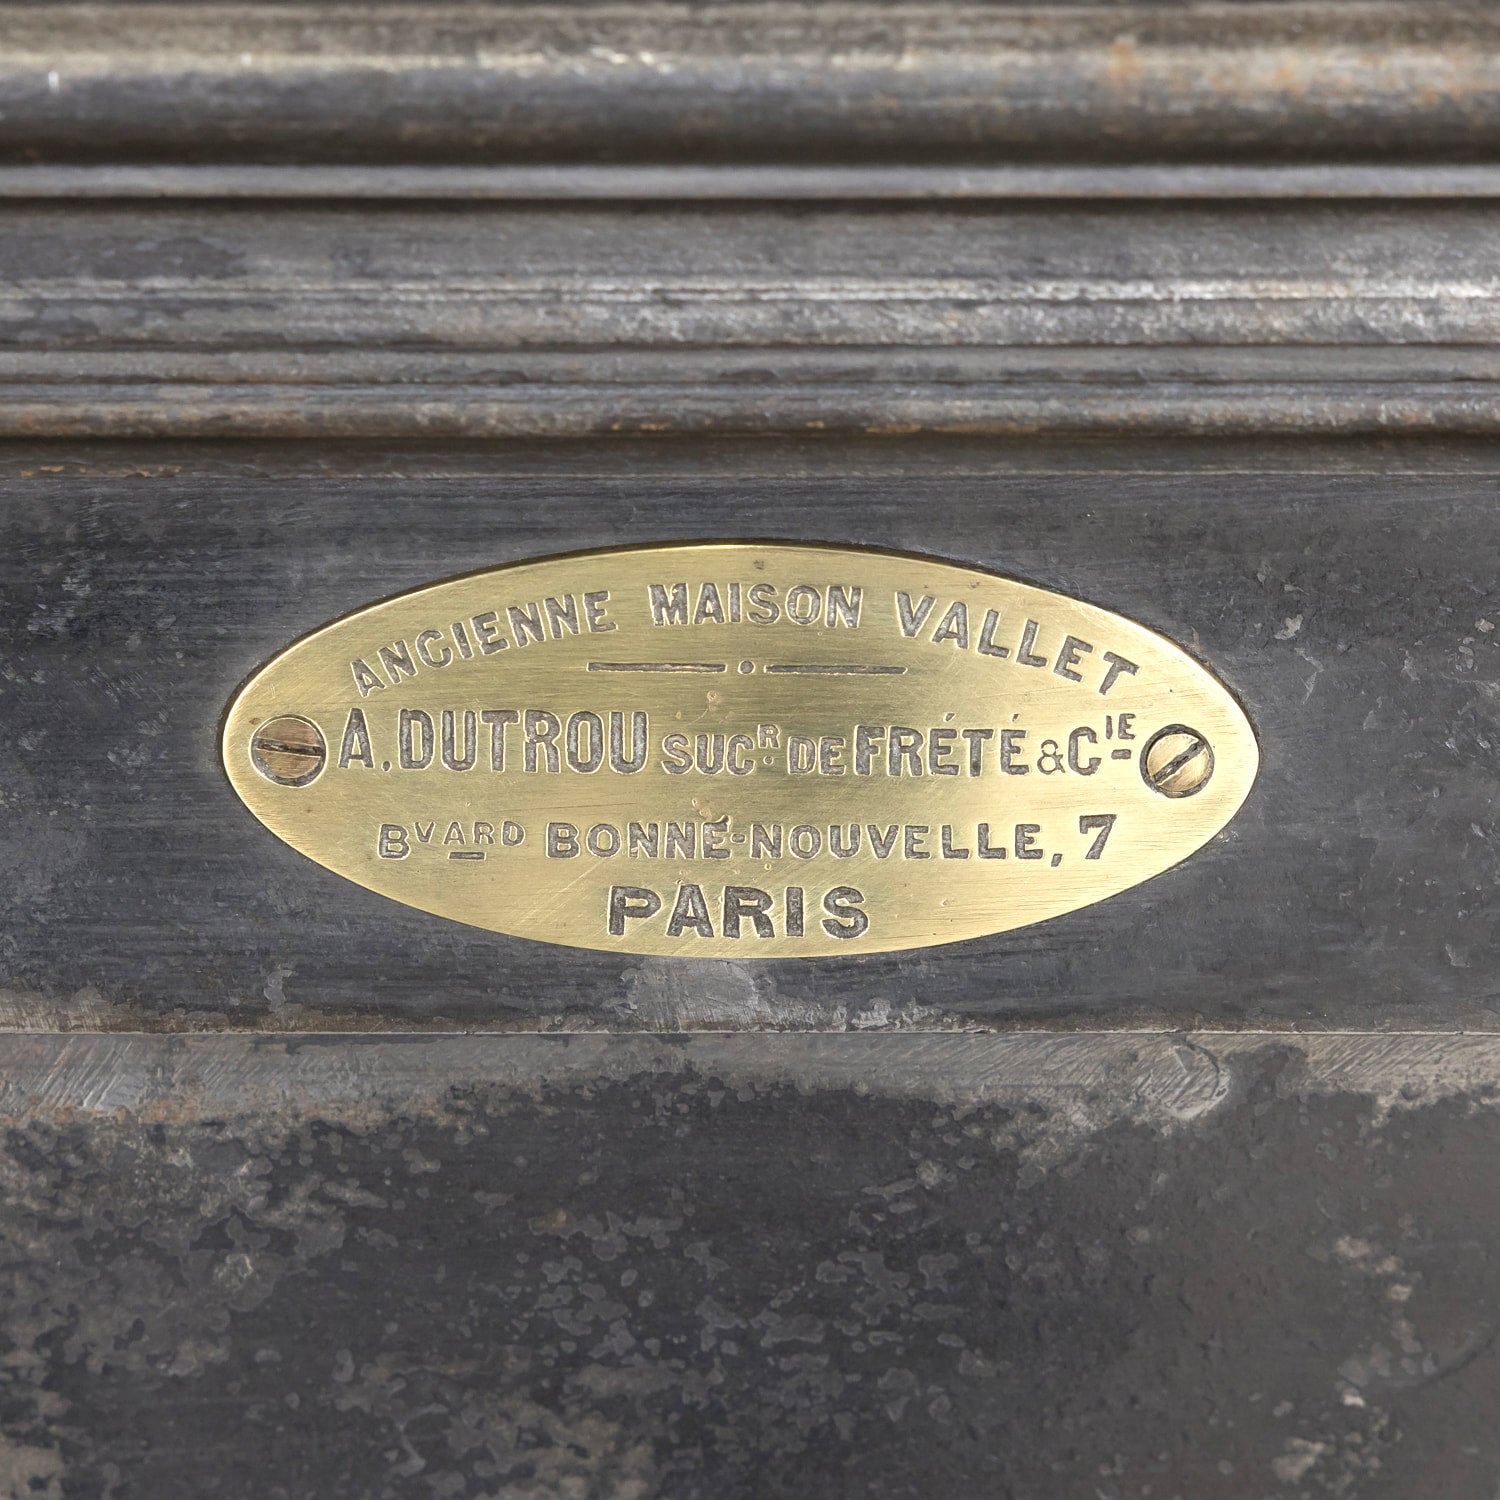 ANCIENNE MAISON VALLET
A. DUTROU SUCR. DE FRÉTÉ & CIE
BVARD BONNE-NOUVELLE, 7
PARIS